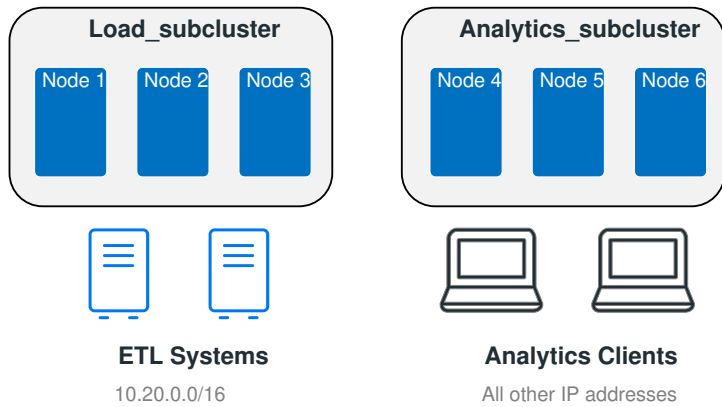 Load_subcluster
Node 1 Node 2 Node 3
ETL Systems
10.20.0.0/16
Analytics_subcluster
Node 4 Node 5 Node 6
Analytics Clients
All other IP addresses